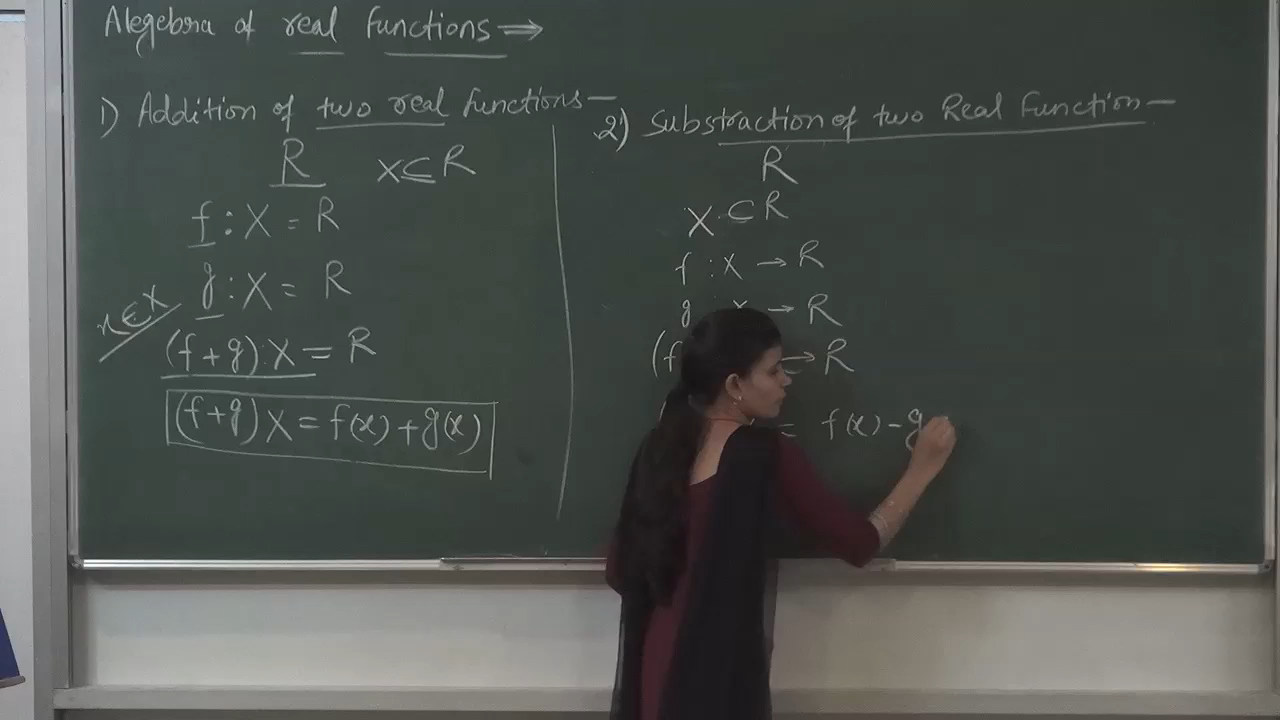 Alegebra of real functions ⇒
1) Addition of two real functions—
R X⊆R
f : X = R
g : X = R
x∈X
(f+g) : X = R
(f+g) X = f(x) + g(x)
2) Substraction of two Real Function—
R
X ⊂ R
f : X → R
g X → R
(f → R
= f(x) - g